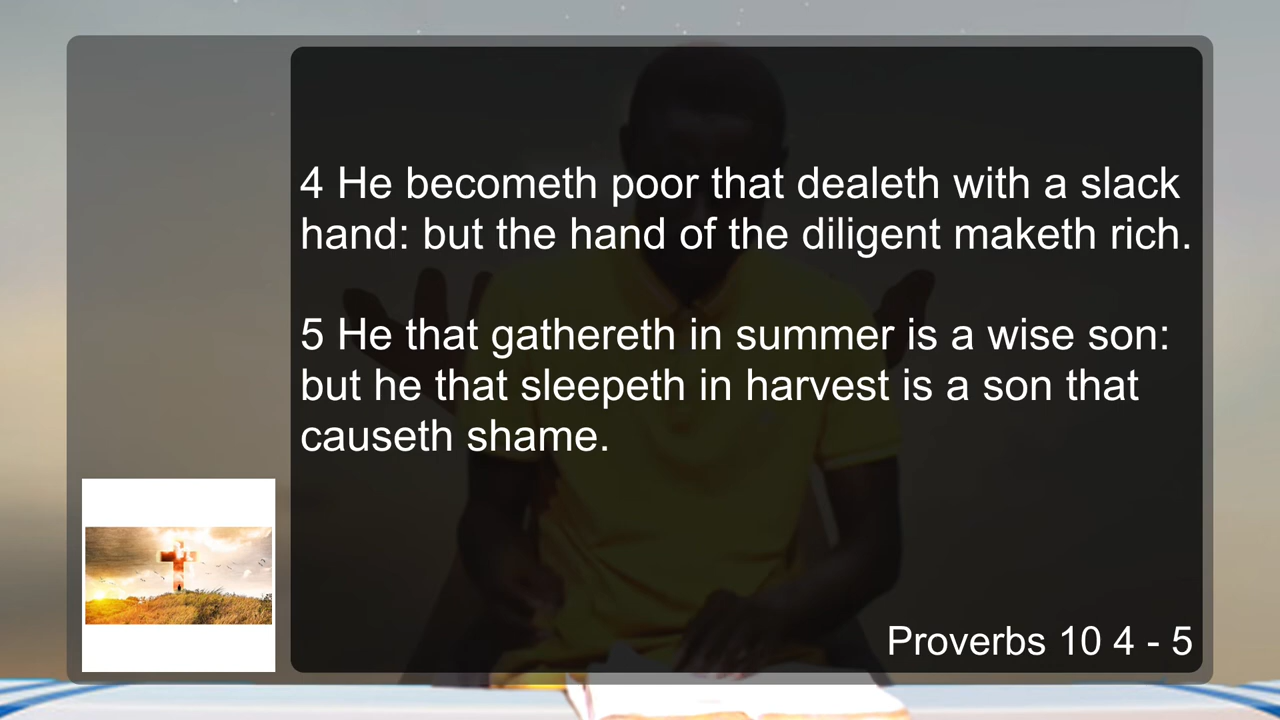 4 He becometh poor that dealeth with a slack
hand: but the hand of the diligent maketh rich.
5 He that gathereth in summer is a wise son:
but he that sleepeth in harvest is a son that
causeth shame.
Proverbs 10 4 - 5